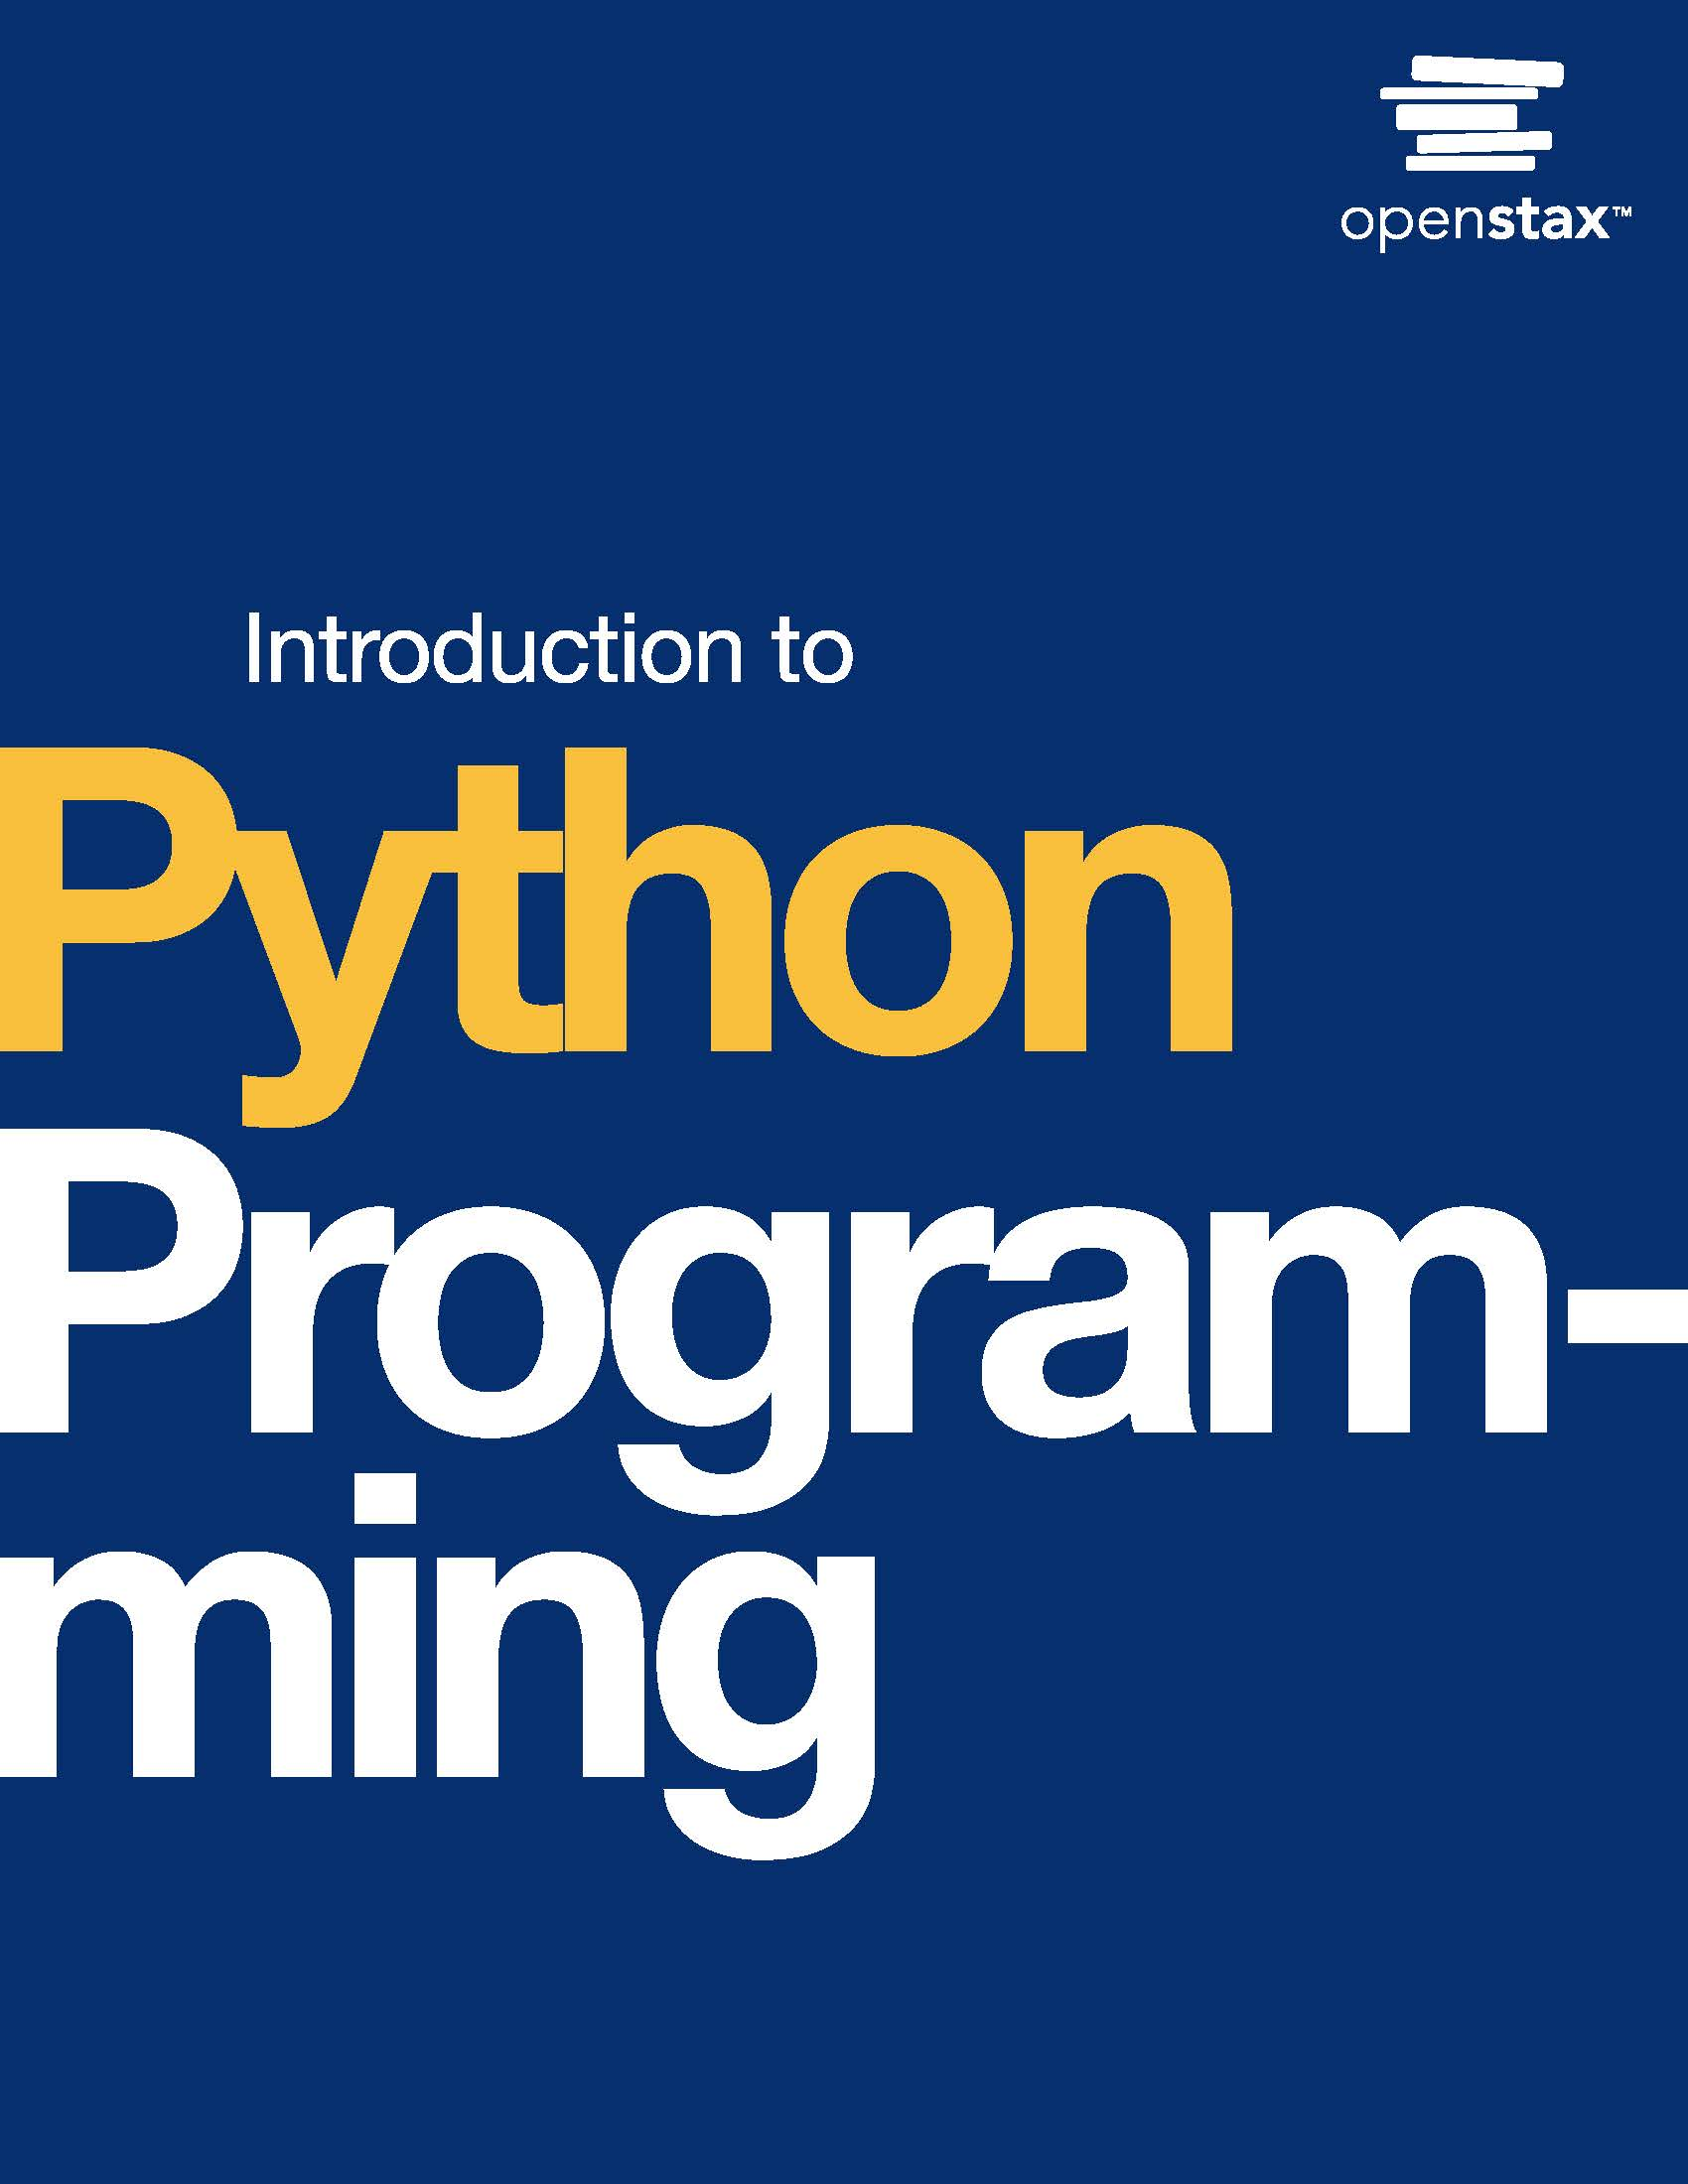 openstax™
Introduction to
Python
Program-
ming